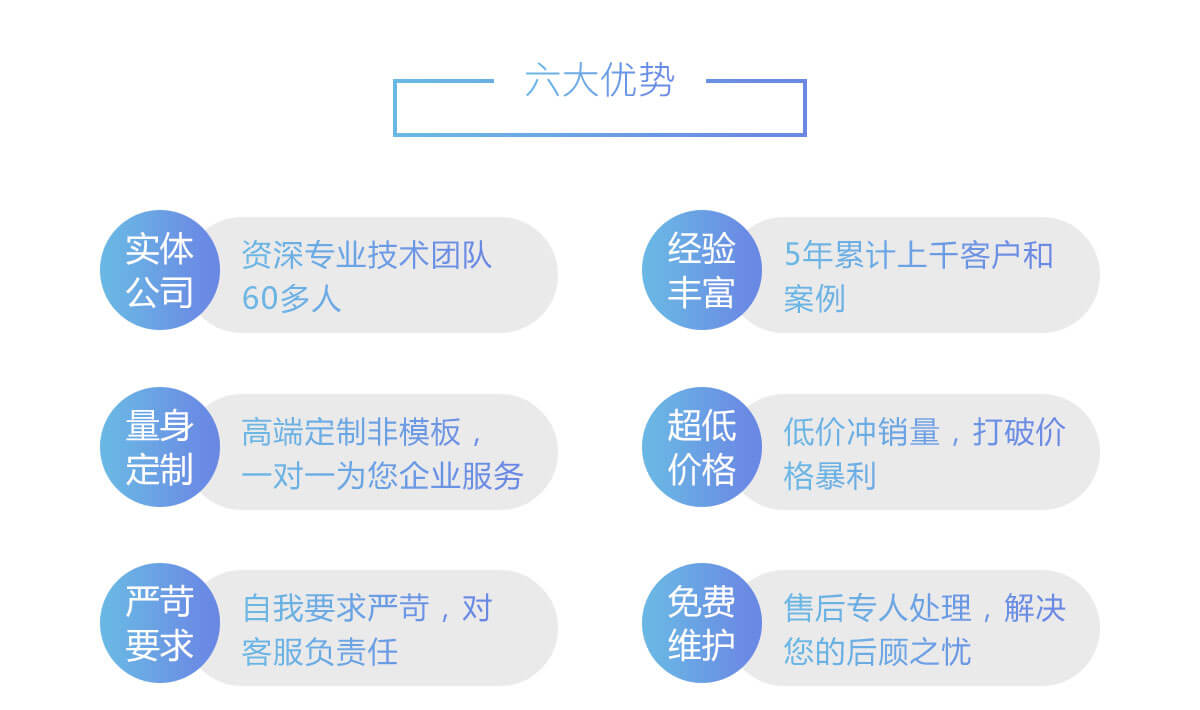 六大优势
实体
公司
资深专业技术团队
60多人
经验
丰富
5年累计上千客户和
案例
量身
定制
高端定制非模板，
一对一为您企业服务
超低
价格
低价冲销量，打破价
格暴利
严苛
要求
自我要求严苛，对
客服负责任
免费
维护
售后专人处理，解决
您的后顾之忧